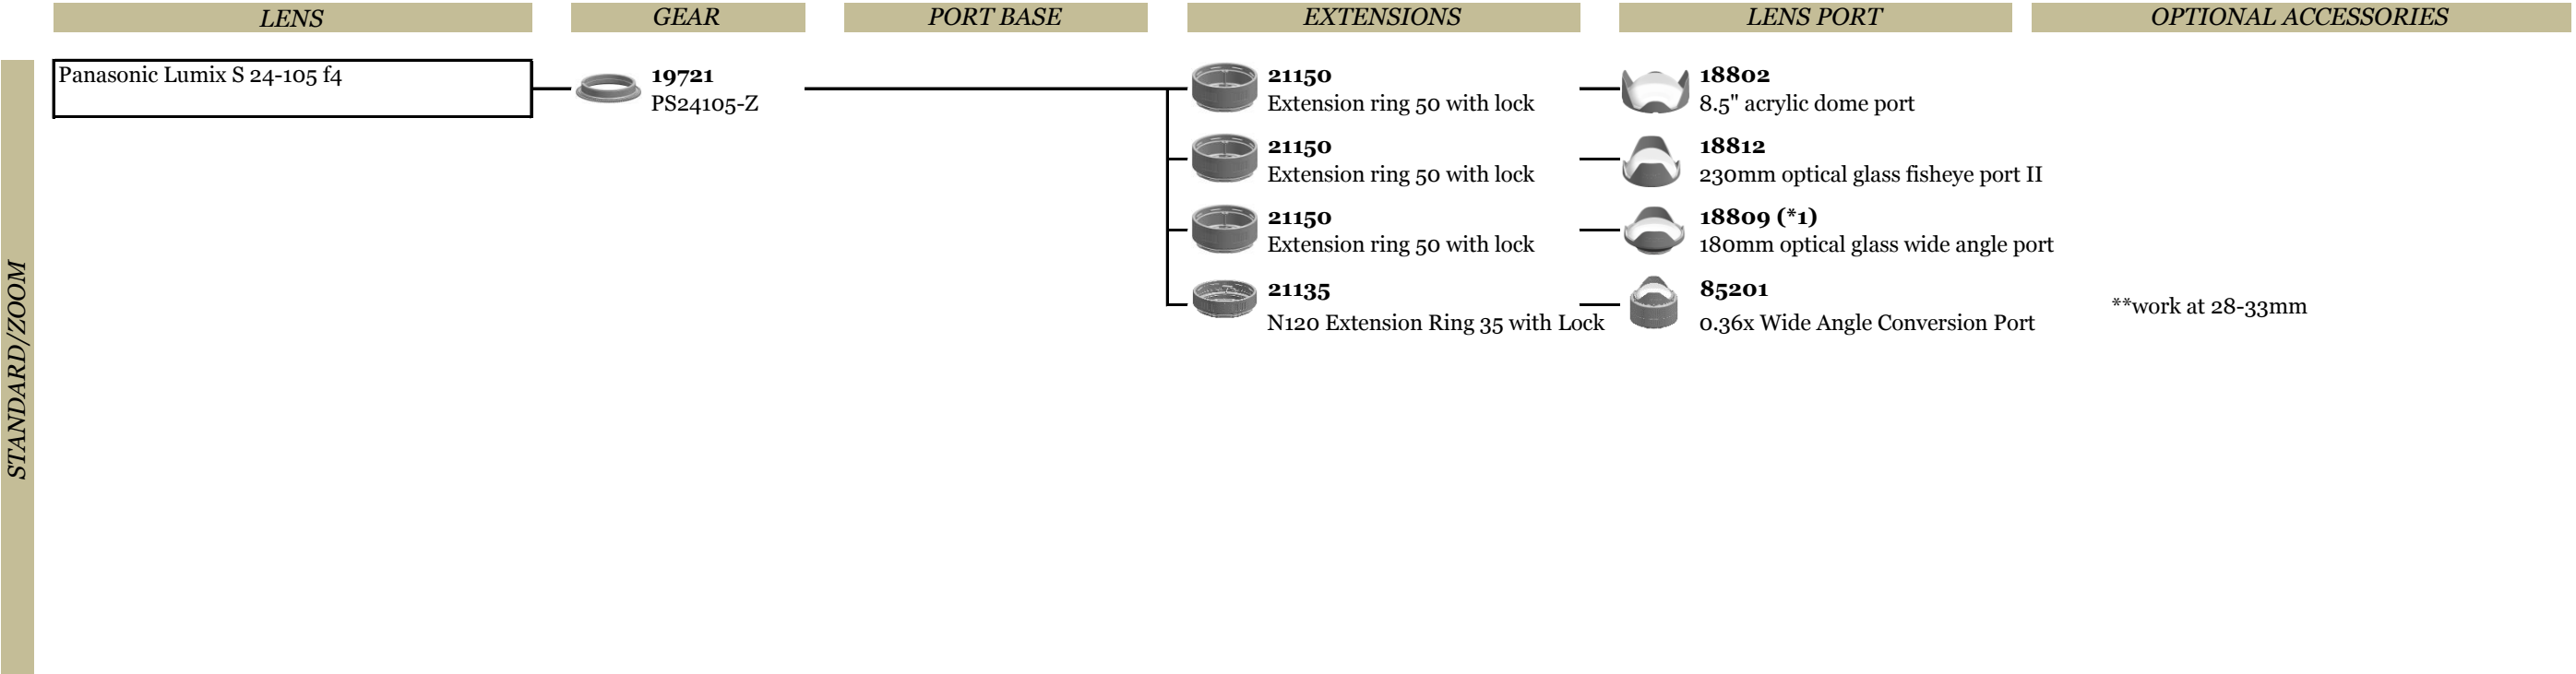 LENS
GEAR
PORT BASE
EXTENSIONS
LENS PORT
OPTIONAL ACCESSORIES
STANDARD/ZOOM
Panasonic Lumix S 24-105 f4
19721
PS24105-Z
21150
Extension ring 50 with lock
18802
8.5" acrylic dome port
21150
Extension ring 50 with lock
18812
230mm optical glass fisheye port II
21150
Extension ring 50 with lock
18809 (*1)
180mm optical glass wide angle port
21135
N120 Extension Ring 35 with Lock
85201
0.36x Wide Angle Conversion Port
**work at 28-33mm